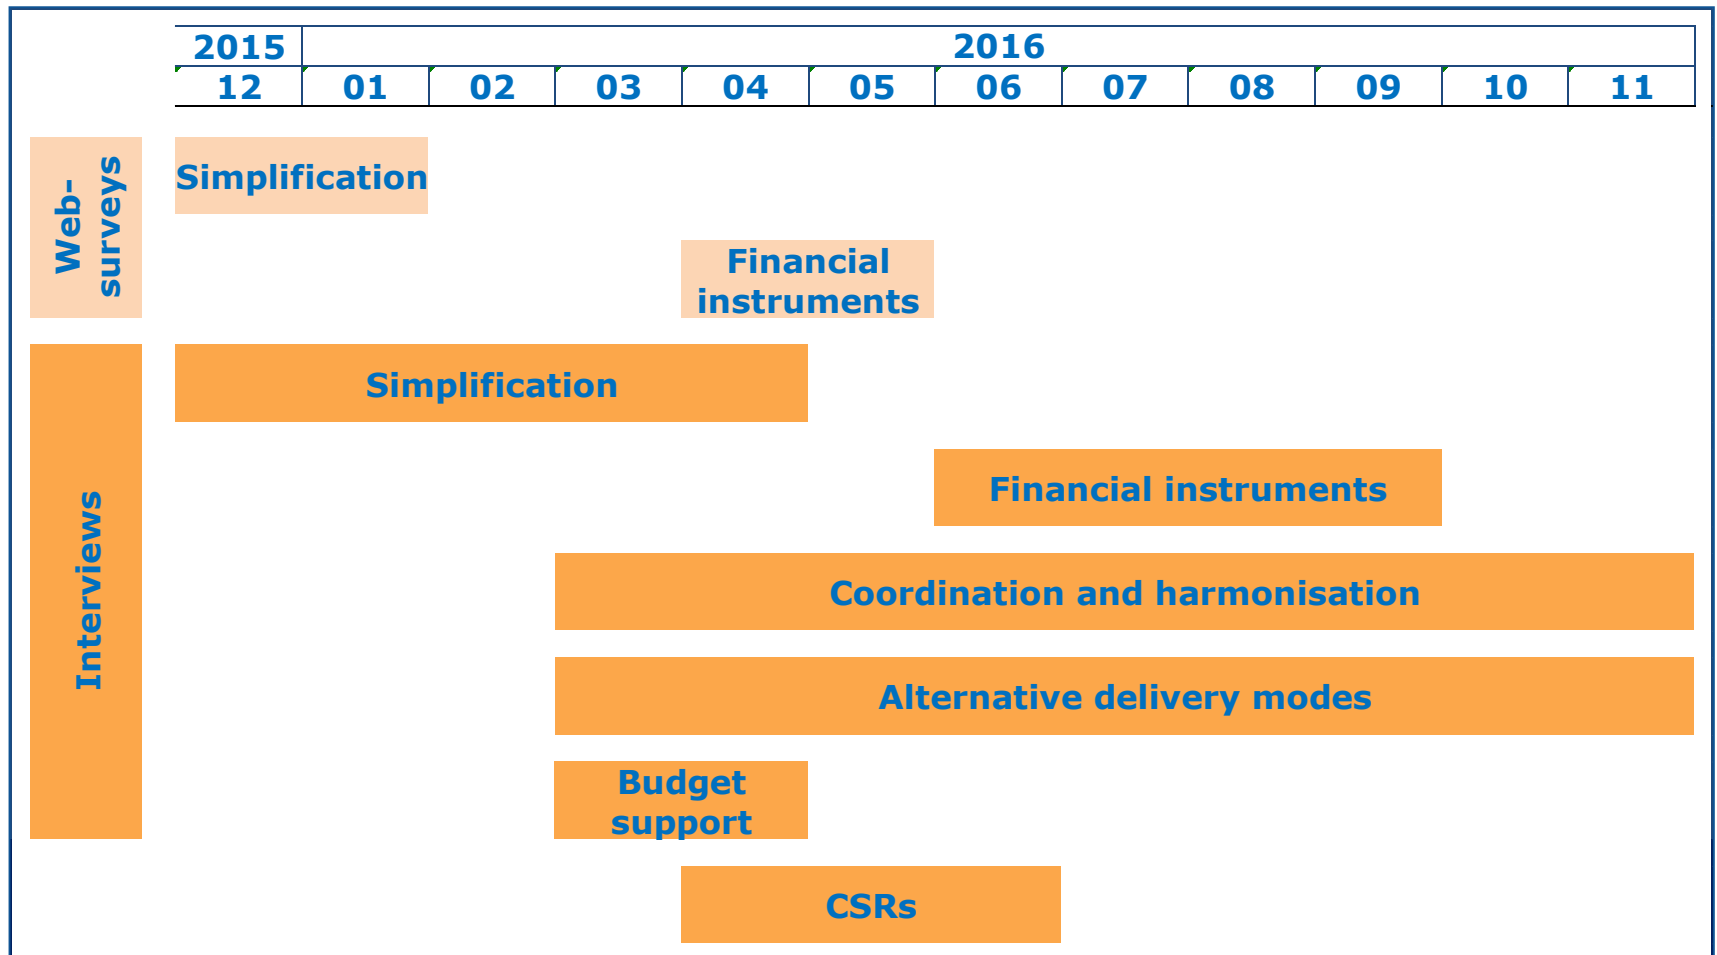 2015 2016
12 01 02 03 04 05 06 07 08 09 10 11
Web-
surveys
Simplification
Financial
instruments
Interviews
Simplification
Financial instruments
Coordination and harmonisation
Alternative delivery modes
Budget
support
CSRs